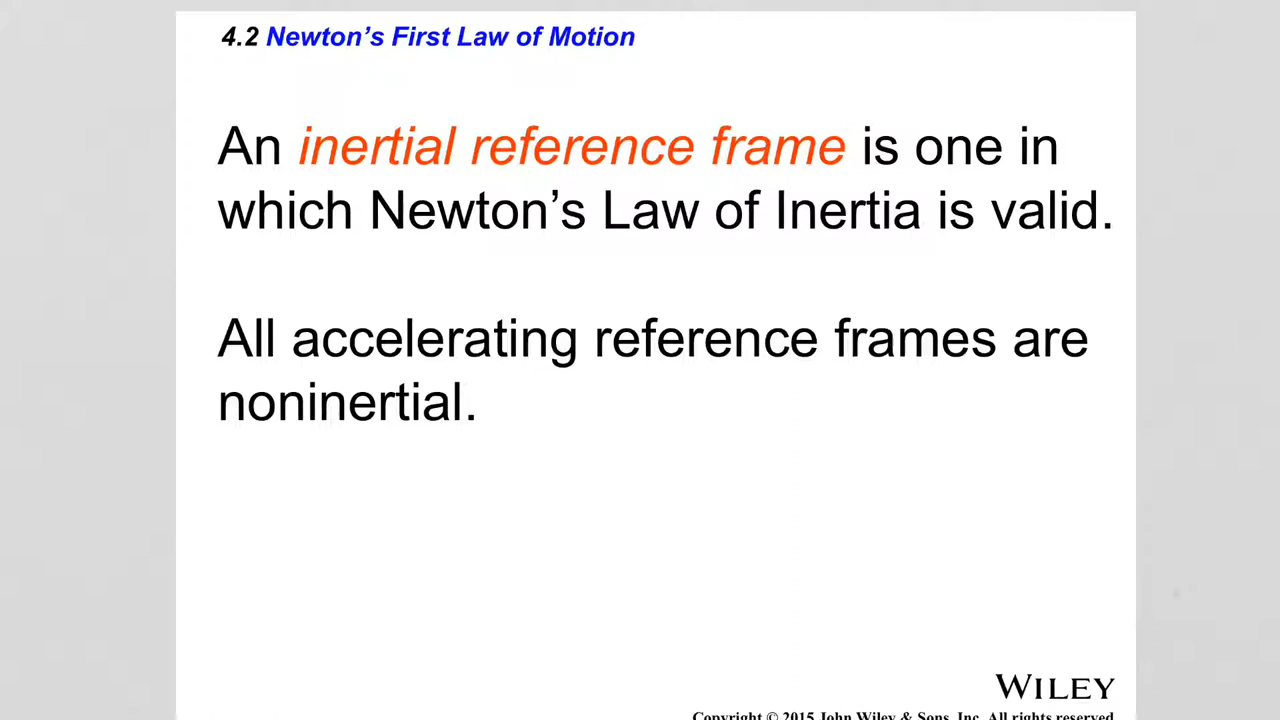 4.2 Newton’s First Law of Motion
An inertial reference frame is one in
which Newton’s Law of Inertia is valid.
All accelerating reference frames are
noninertial.
WILEY
Copyright © 2015 John Wiley & Sons, Inc. All rights reserved.